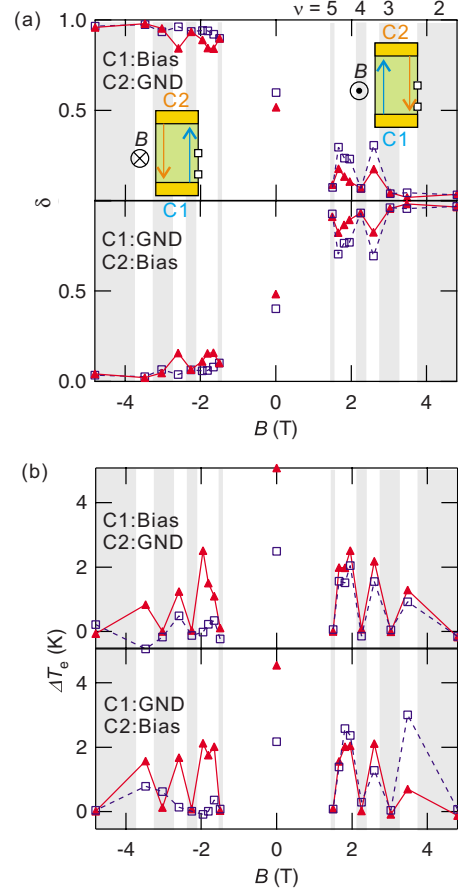 ν = 5 4 3 2
(a)
C1:Bias
C2:GND
1.0
B
C2
C1
B
C2
C1
0.5
δ
0.0
C1:GND
C2:Bias
0.5
0.0
-4 -2 0 2 4
B (T)
(b)
C1:Bias
C2:GND
4
2
0
ΔTe (K)
C1:GND
C2:Bias
4
2
0
-4 -2 0 2 4
B (T)